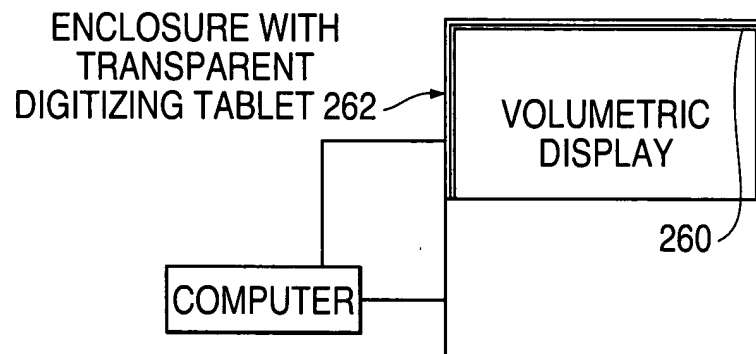 ENCLOSURE WITH
TRANSPARENT
DIGITIZING TABLET 262
VOLUMETRIC
DISPLAY
260
COMPUTER